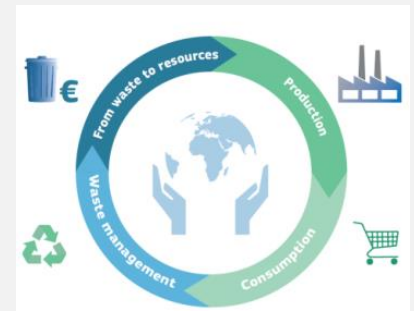 From waste to resources
€
Production
Consumption
Waste management